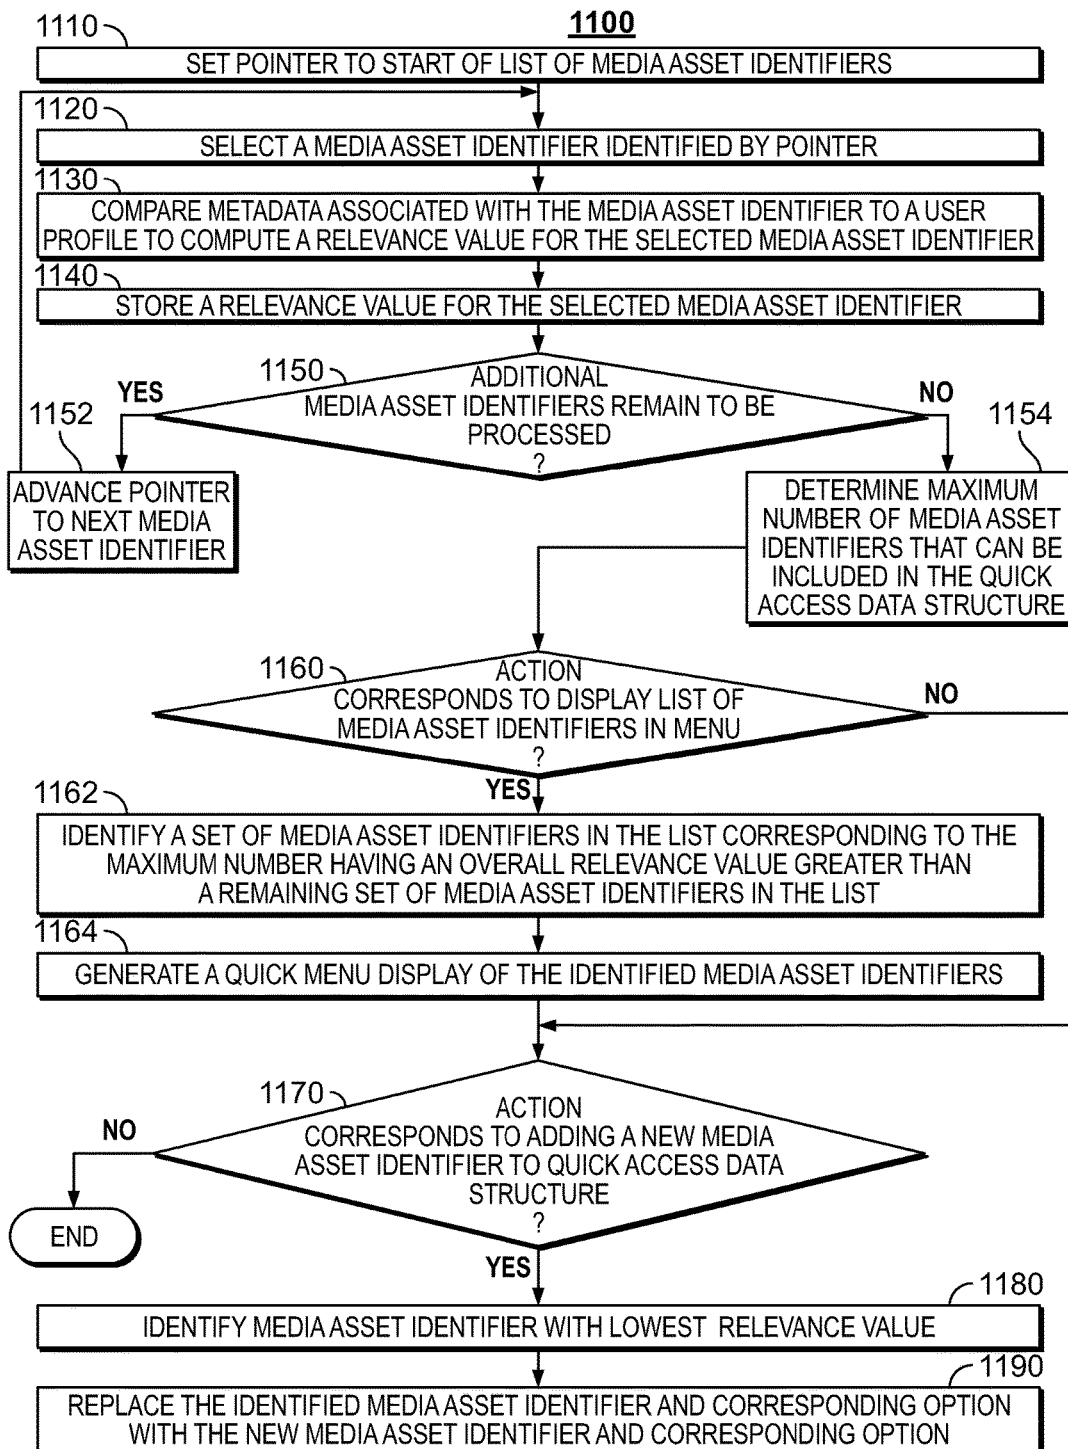 1100
1110
SET POINTER TO START OF LIST OF MEDIA ASSET IDENTIFIERS
1120
SELECT A MEDIA ASSET IDENTIFIER IDENTIFIED BY POINTER
1130
COMPARE METADATA ASSOCIATED WITH THE MEDIA ASSET IDENTIFIER TO A USER
PROFILE TO COMPUTE A RELEVANCE VALUE FOR THE SELECTED MEDIA ASSET IDENTIFIER
1140
STORE A RELEVANCE VALUE FOR THE SELECTED MEDIA ASSET IDENTIFIER
1150
ADDITIONAL
MEDIA ASSET IDENTIFIERS REMAIN TO BE
PROCESSED
?
YES
NO
1152
ADVANCE POINTER
TO NEXT MEDIA
ASSET IDENTIFIER
1154
DETERMINE MAXIMUM
NUMBER OF MEDIA ASSET
IDENTIFIERS THAT CAN BE
INCLUDED IN THE QUICK
ACCESS DATA STRUCTURE
1160
ACTION
CORRESPONDS TO DISPLAY LIST OF
MEDIA ASSET IDENTIFIERS IN MENU
?
NO
YES
1162
IDENTIFY A SET OF MEDIA ASSET IDENTIFIERS IN THE LIST CORRESPONDING TO THE
MAXIMUM NUMBER HAVING AN OVERALL RELEVANCE VALUE GREATER THAN
A REMAINING SET OF MEDIA ASSET IDENTIFIERS IN THE LIST
1164
GENERATE A QUICK MENU DISPLAY OF THE IDENTIFIED MEDIA ASSET IDENTIFIERS
1170
ACTION
CORRESPONDS TO ADDING A NEW MEDIA
ASSET IDENTIFIER TO QUICK ACCESS DATA
STRUCTURE
?
NO
END
YES
1180
IDENTIFY MEDIA ASSET IDENTIFIER WITH LOWEST RELEVANCE VALUE
1190
REPLACE THE IDENTIFIED MEDIA ASSET IDENTIFIER AND CORRESPONDING OPTION
WITH THE NEW MEDIA ASSET IDENTIFIER AND CORRESPONDING OPTION